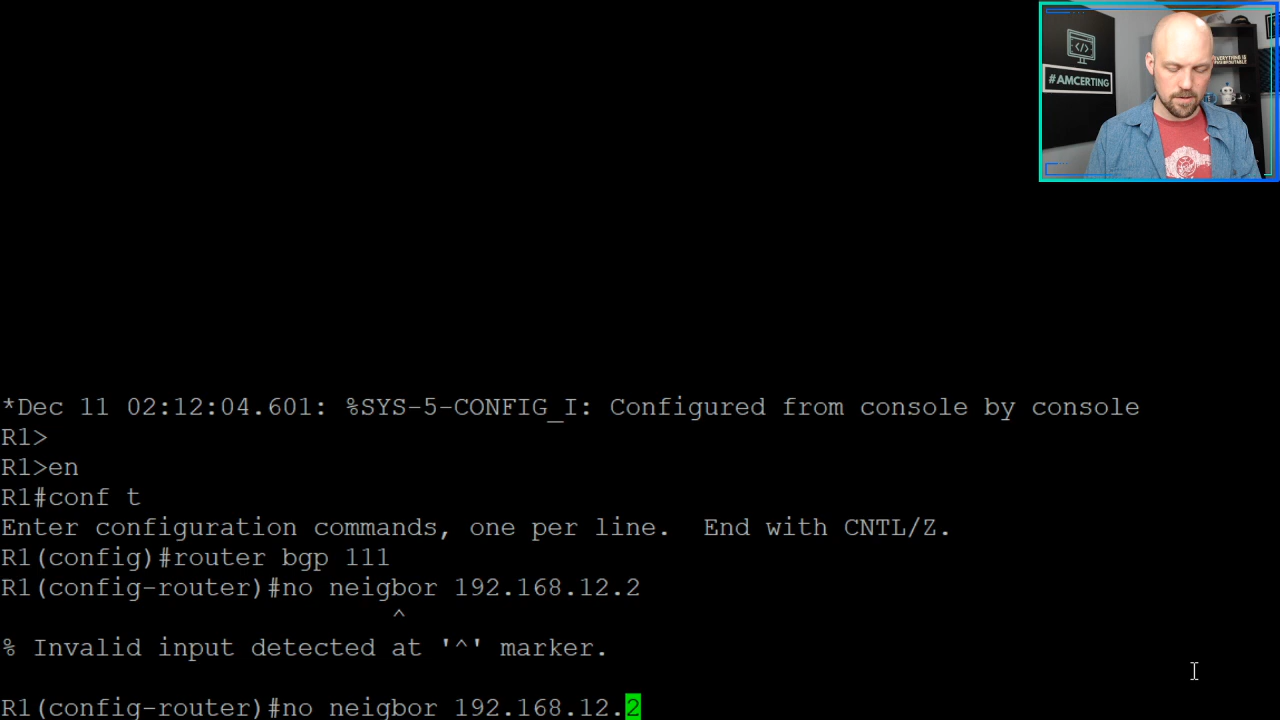 </>
#AMCERTING
*Dec 11 02:12:04.601: %SYS-5-CONFIG_I: Configured from console by console
R1>
R1>en
R1#conf t
Enter configuration commands, one per line.  End with CNTL/Z.
R1(config)#router bgp 111
R1(config-router)#no neigbor 192.168.12.2
^
% Invalid input detected at '^' marker.
R1(config-router)#no neigbor 192.168.12.2